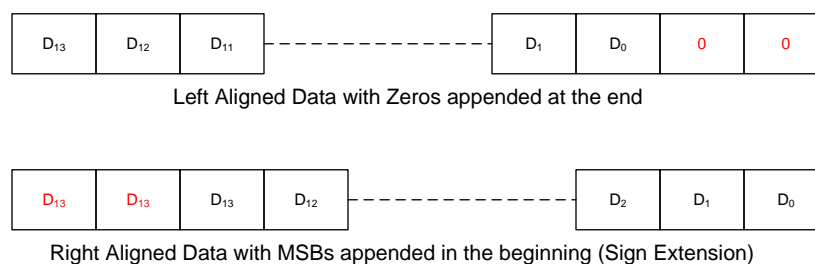 D₁₃ D₁₂ D₁₁ D₁ D₀ 0 0
Left Aligned Data with Zeros appended at the end
D₁₃ D₁₃ D₁₃ D₁₂ D₂ D₁ D₀
Right Aligned Data with MSBs appended in the beginning (Sign Extension)